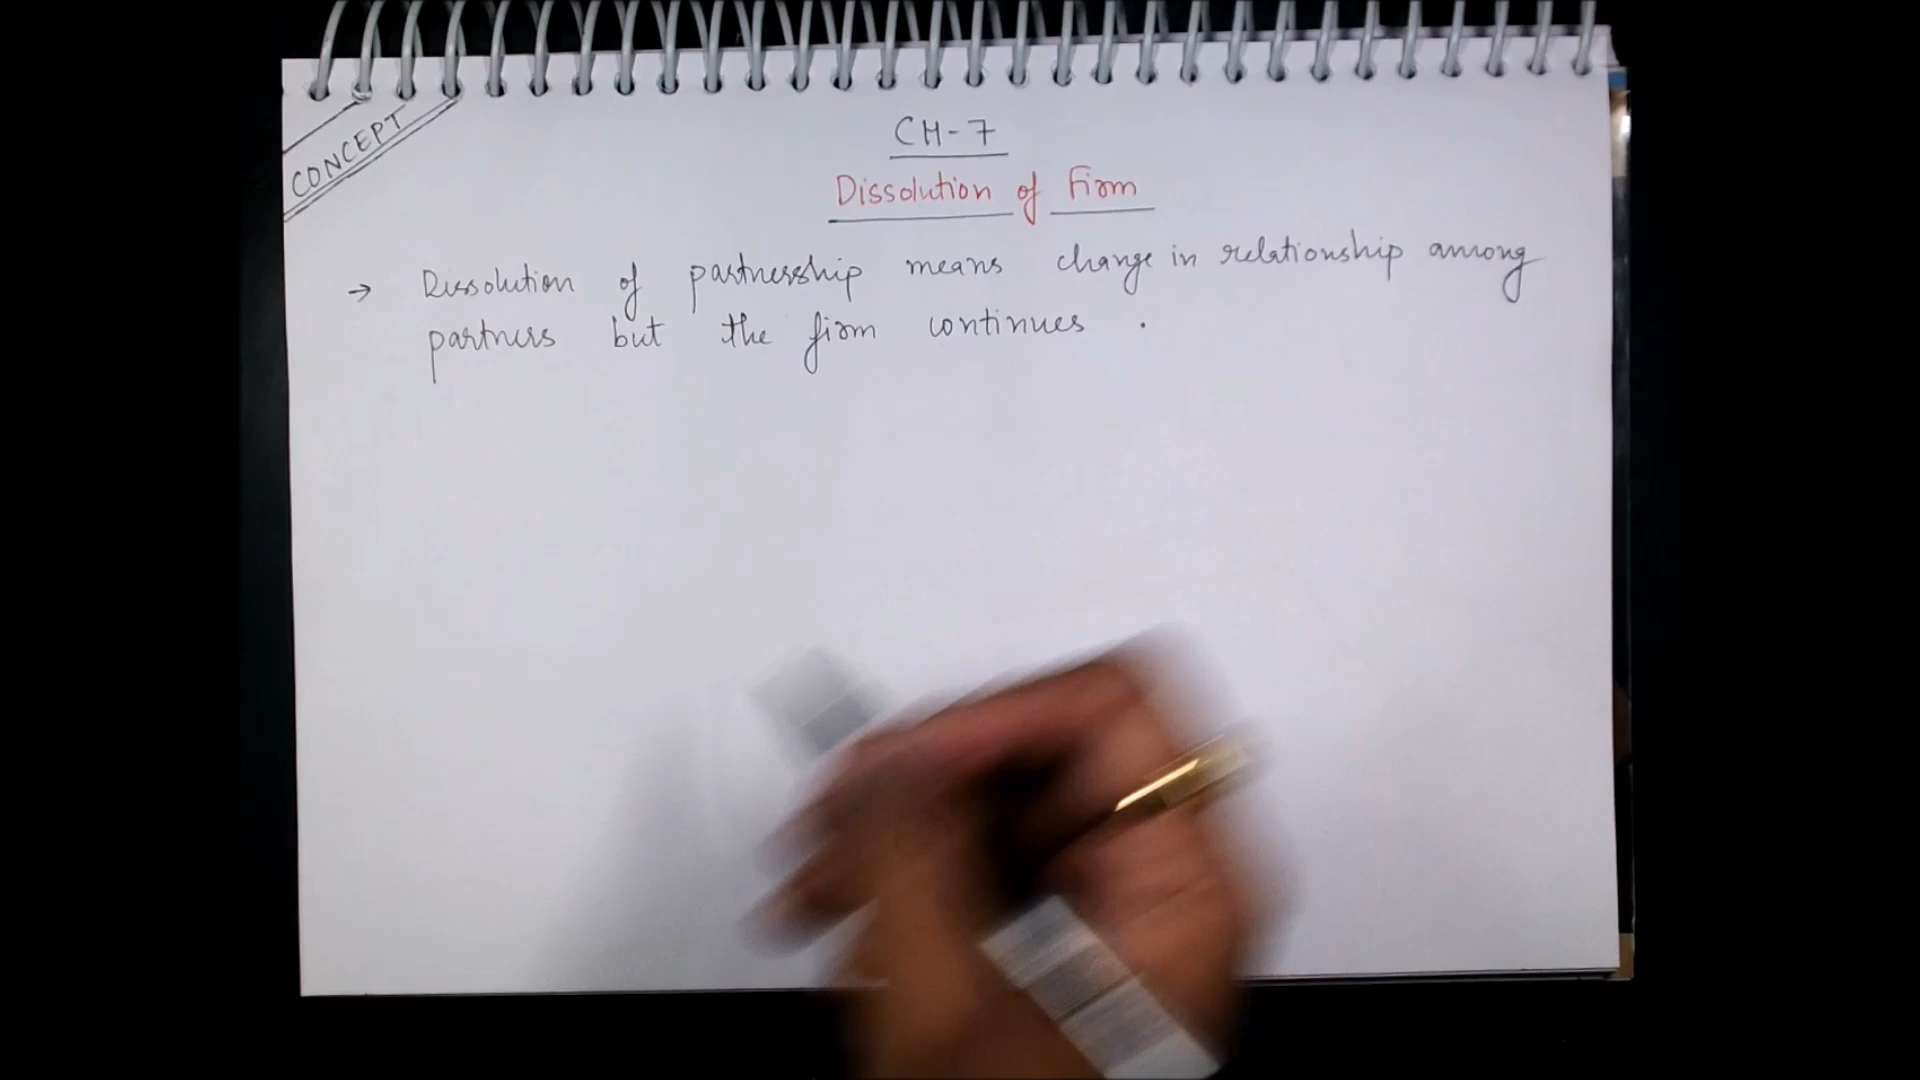 CONCEPT
CH-7
Dissolution of Firm
→ Dissolution of partnership means change in relationship among
partners but the firm continues .